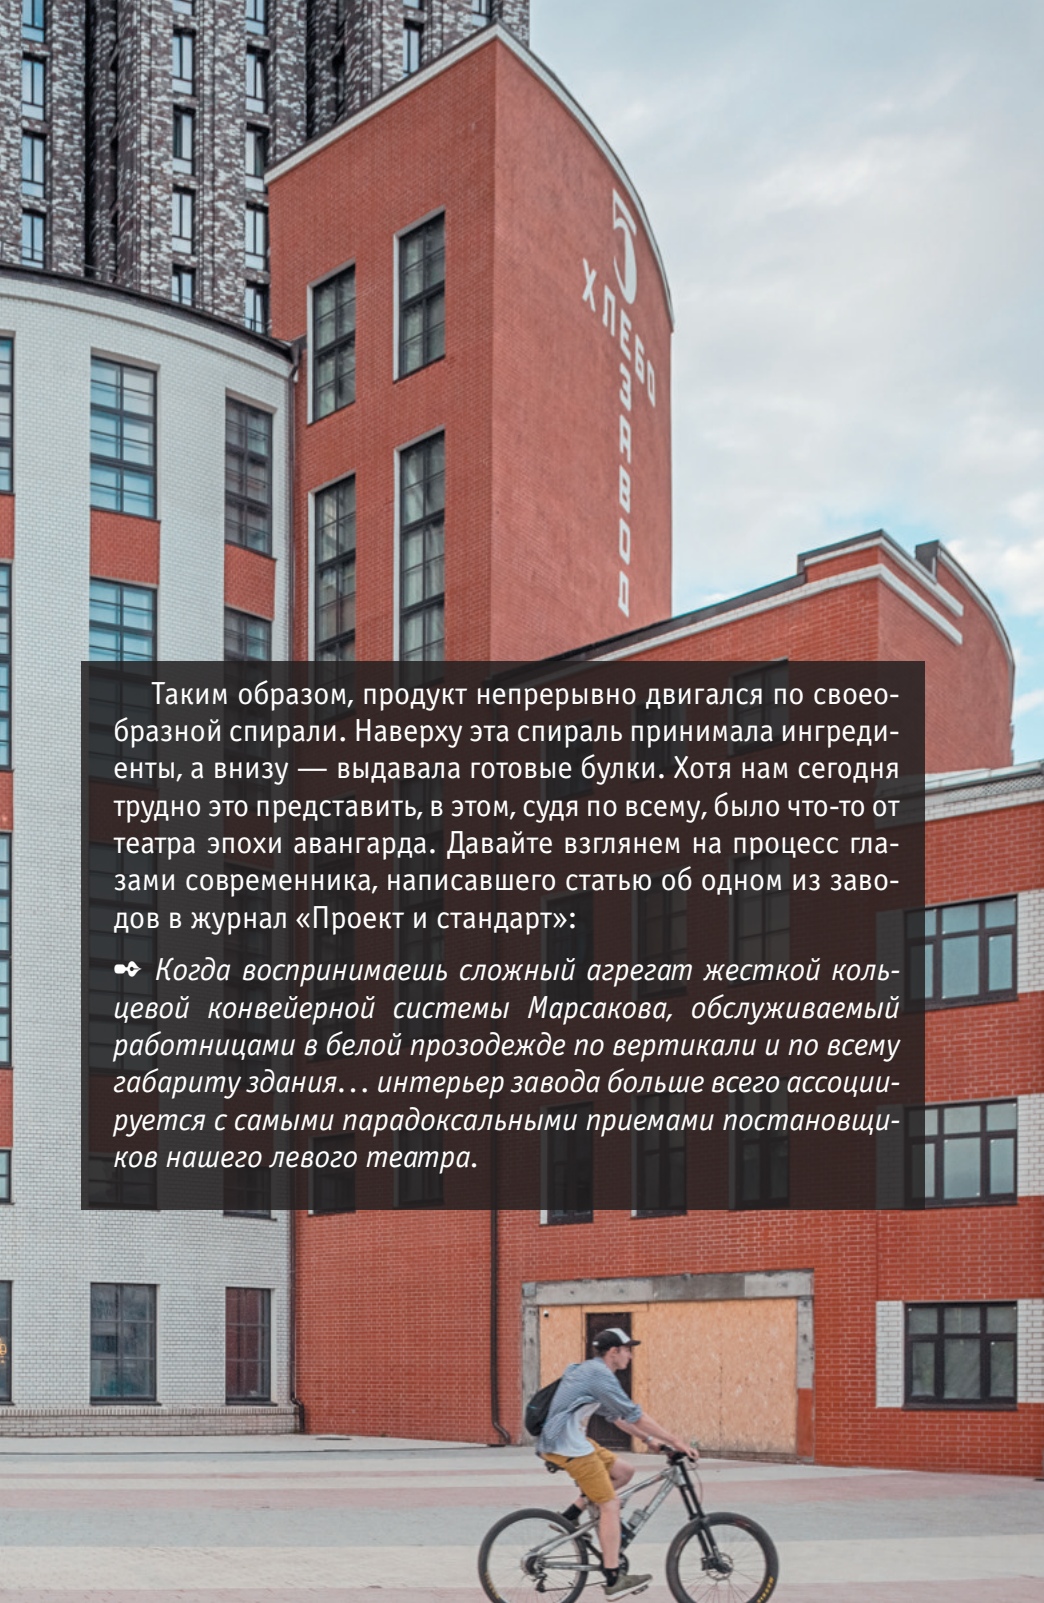 ХЛЕБО
ЗАВОД
Таким образом, продукт непрерывно двигался по своео-
бразной спирали. Наверху эта спираль принимала ингреди-
енты, а внизу — выдавала готовые булки. Хотя нам сегодня
трудно это представить, в этом, судя по всему, было что-то от
театра эпохи авангарда. Давайте взглянем на процесс гла-
зами современника, написавшего статью об одном из заво-
дов в журнал «Проект и стандарт»:
Когда воспринимаешь сложный агрегат жесткой коль-
цевой конвейерной системы Марсакова, обслуживаемый
работницами в белой прозодежде по вертикали и по всему
габариту здания... интерьер завода больше всего ассоции-
руется с самыми парадоксальными приемами постановщи-
ков нашего левого театра.